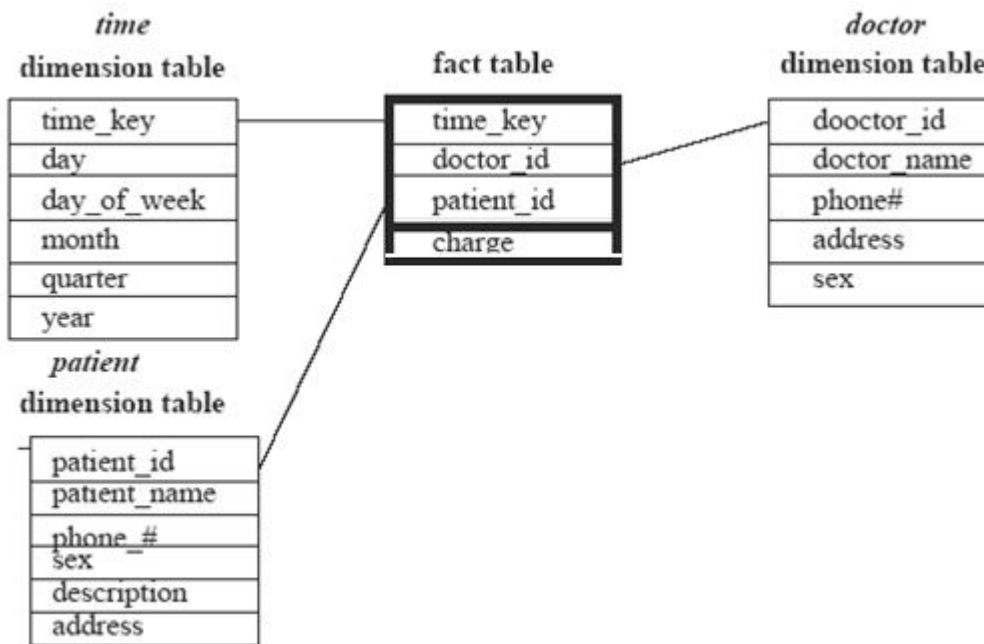 time
dimension table
time_key
day
day_of_week
month
quarter
year
fact table
time_key
doctor_id
patient_id
charge
doctor
dimension table
dooctor_id
doctor_name
phone#
address
sex
patient
dimension table
patient_id
patient_name
phone_#
sex
description
address